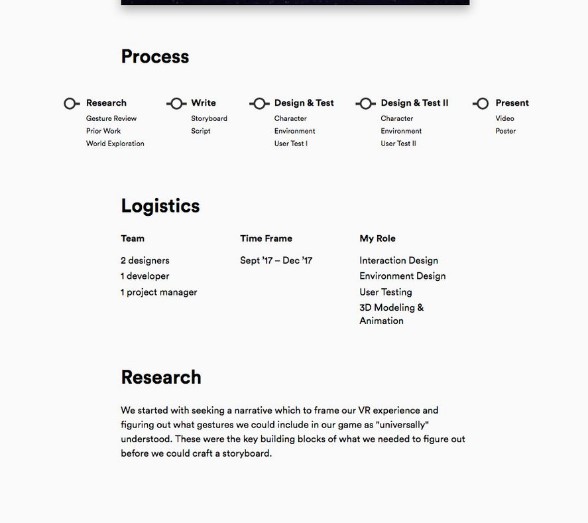 Process
Research
Gesture Review
Prior Work
World Exploration
Write
Storyboard
Script
Design & Test
Character
Environment
User Test I
Design & Test II
Character
Environment
User Test II
Present
Video
Poster
Logistics
Team
2 designers
1 developer
1 project manager
Time Frame
Sept '17 – Dec '17
My Role
Interaction Design
Environment Design
User Testing
3D Modeling &
Animation
Research
We started with seeking a narrative which to frame our VR experience and
figuring out what gestures we could include in our game as "universally"
understood. These were the key building blocks of what we needed to figure out
before we could craft a storyboard.